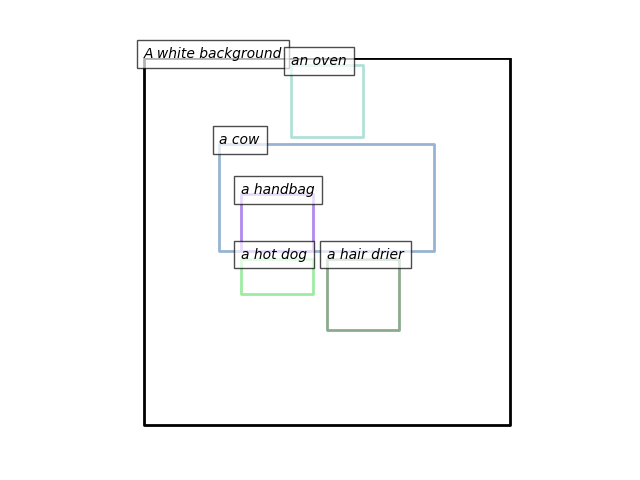 A white background
an oven
a cow
a handbag
a hot dog
a hair drier